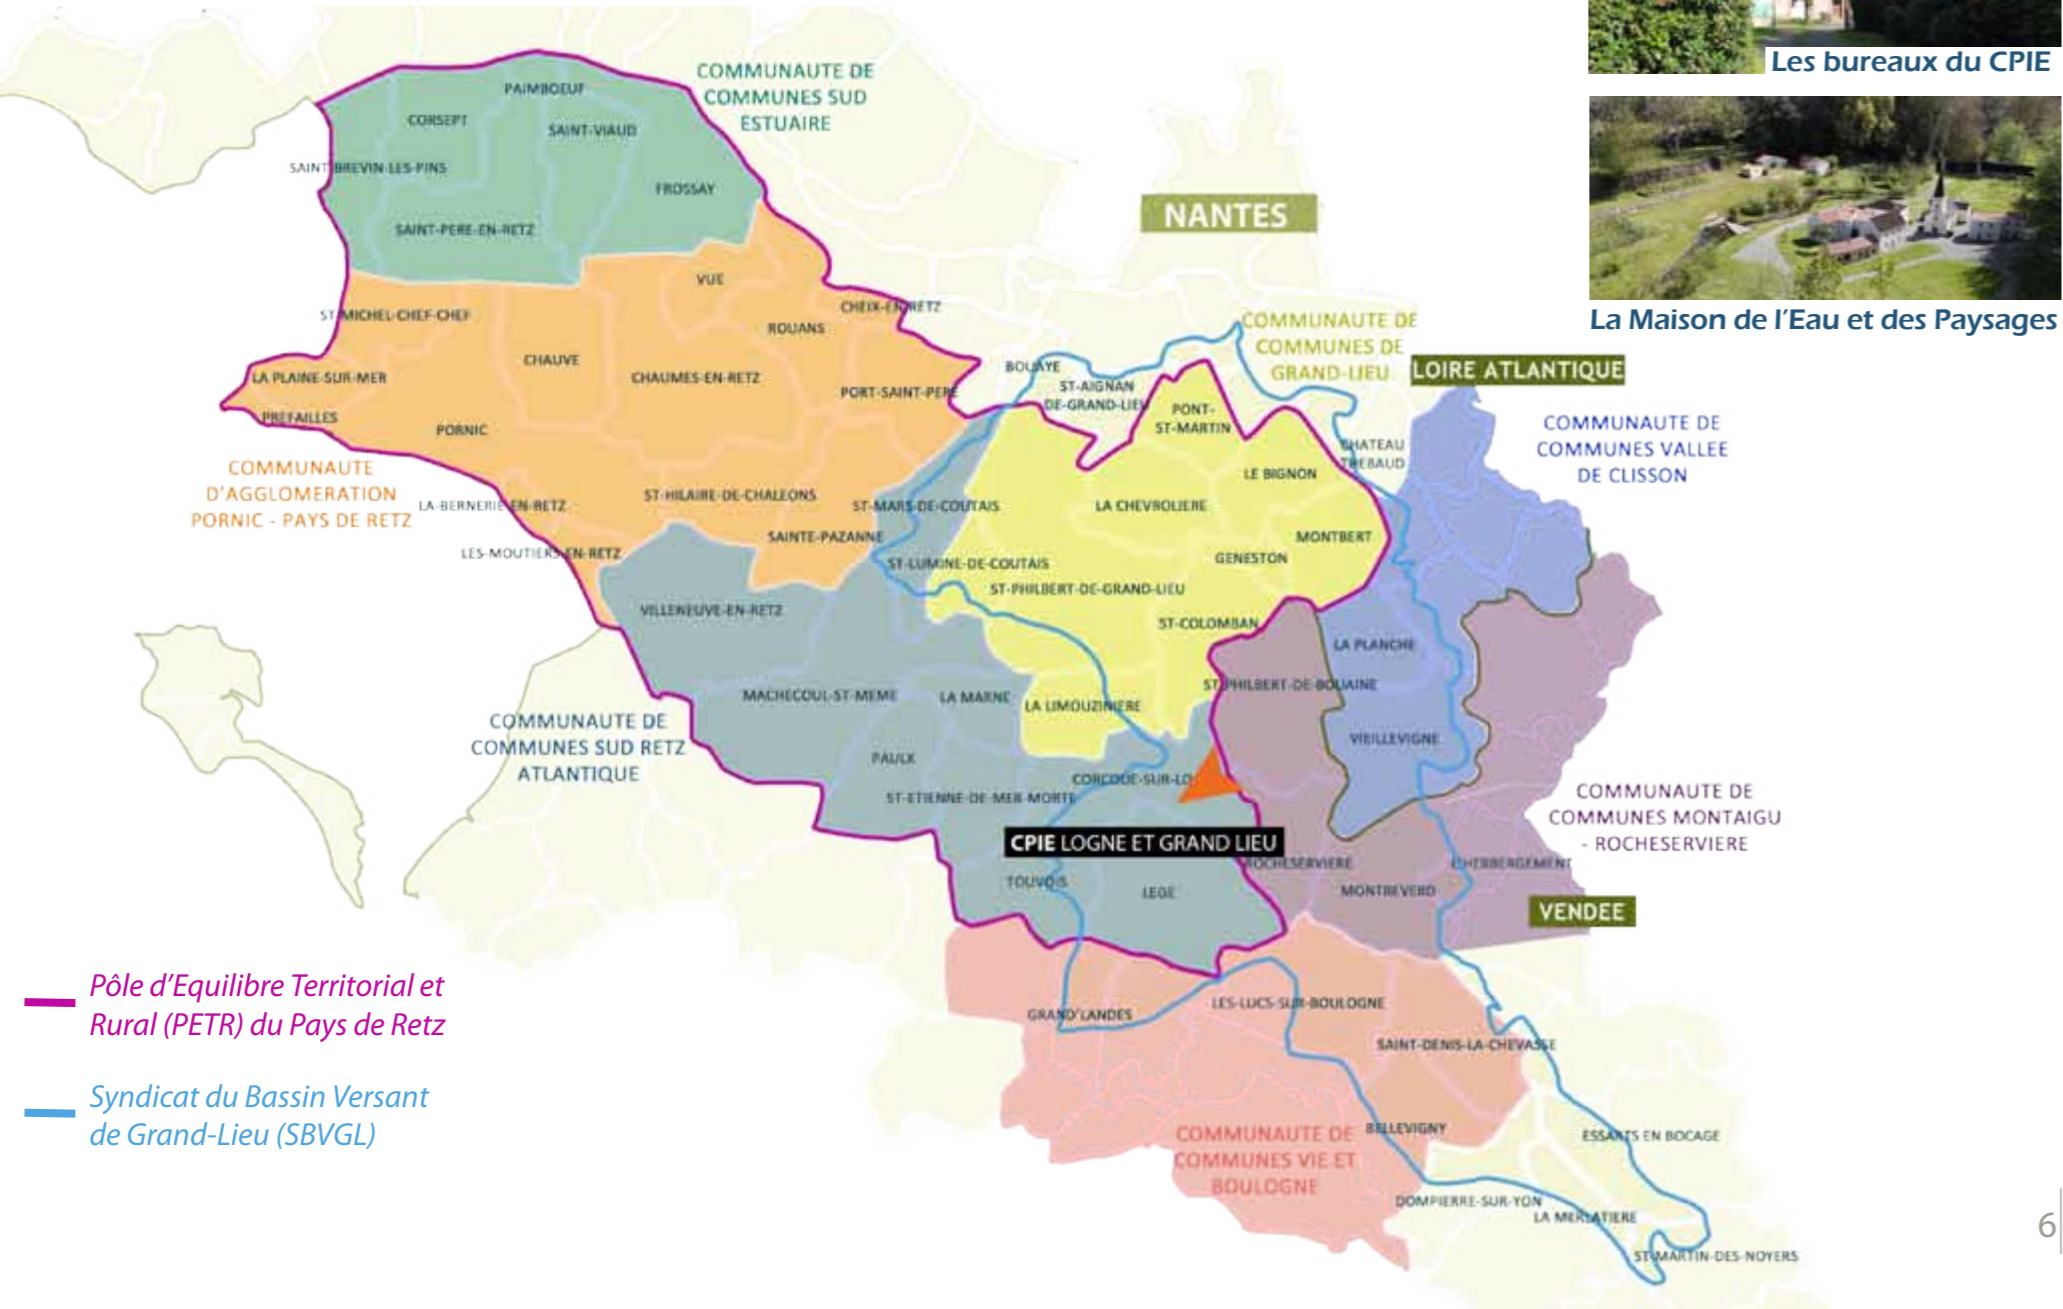 Les bureaux du CPIE
La Maison de l'Eau et des Paysages
COMMUNAUTE DE
COMMUNES SUD
ESTUAIRE
PAIMBOEUF
CORSEPT
SAINT-VIAUD
SAINT BREVIN-LES-PINS
FROSSAY
SAINT-PERE-EN-RETZ
NANTES
VUE
ST-MICHEL-CHEF-CHEF
CHEIX-EN-RETZ
ROUANS
CHAUVE
LA PLAINE-SUR-MER
CHAUMES-EN-RETZ
PORT-SAINT-PERE
PREFAILLES
PORNIC
COMMUNAUTE
D'AGGLOMERATION
PORNIC - PAYS DE RETZ
LA-BERNERIE-EN-RETZ
ST-HILAIRE-DE-CHALEONS
LES-MOUTIERS-EN-RETZ
SAINTE-PAZANNE
BOUAYE
ST-AIGNAN
DE-GRAND-LIEU
COMMUNAUTE DE
COMMUNES DE
GRAND-LIEU
PONT-
ST-MARTIN
LOIRE ATLANTIQUE
CHATEAU
THEBAUD
COMMUNAUTE DE
COMMUNES VALLEE
DE CLISSON
LE BIGNON
ST-MARS-DE-COUTAIS
LA CHEVROLIERE
MONTBERT
GENESTON
ST-LUMINE-DE-COUTAIS
ST-PHILBERT-DE-GRAND-LIEU
VILLENEUVE-EN-RETZ
ST-COLOMBAN
LA PLANCHE
ST-PHILBERT-DE-BOUAINE
MACHECOUL-ST-MEME
LA MARNE
LA LIMOUZINIERE
COMMUNAUTE DE
COMMUNES SUD RETZ
ATLANTIQUE
VIEILLEVIGNE
PAULX
CORCOUE-SUR-LO
ST-ETIENNE-DE-MER-MORTE
COMMUNAUTE DE
COMMUNES MONTAIGU
- ROCHESERVIERE
CPIE LOGNE ET GRAND LIEU
ROCHESERVIERE
L'HERBERGEMENT
TOUVOIS
LEGE
MONTREVERD
VENDEE
Pôle d'Equilibre Territorial et
Rural (PETR) du Pays de Retz
Syndicat du Bassin Versant
de Grand-Lieu (SBVGL)
GRAND'LANDES
LES-LUCS-SUR-BOULOGNE
SAINT-DENIS-LA-CHEVASSE
COMMUNAUTE DE
COMMUNES VIE ET
BOULOGNE
BELLEVIGNY
ESSARTS EN BOCAGE
DOMPIERRE-SUR-YON
LA MERLATIERE
ST-MARTIN-DES-NOYERS
6